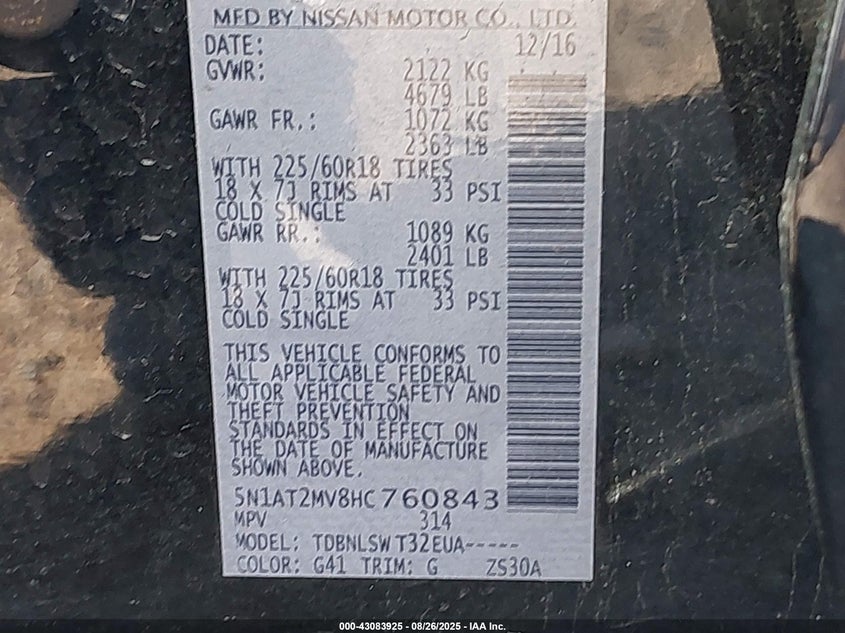 MFD BY NISSAN MOTOR CO., LTD.
DATE: 12/16
GVWR: 2122 KG
4679 LB
GAWR FR.: 1072 KG
2363 LB
WITH 225/60R18 TIRES
18 X 7J RIMS AT 33 PSI
COLD SINGLE
GAWR RR.: 1089 KG
2401 LB
WITH 225/60R18 TIRES
18 X 7J RIMS AT 33 PSI
COLD SINGLE
THIS VEHICLE CONFORMS TO
ALL APPLICABLE FEDERAL
MOTOR VEHICLE SAFETY AND
THEFT PREVENTION
STANDARDS IN EFFECT ON
THE DATE OF MANUFACTURE
SHOWN ABOVE.
5N1AT2MV8HC760843
MPV 314
MODEL: TDBNLSW T32EUA-----
COLOR: G41 TRIM: G ZS30A
000-43083925 - 08/26/2025 - IAA Inc.